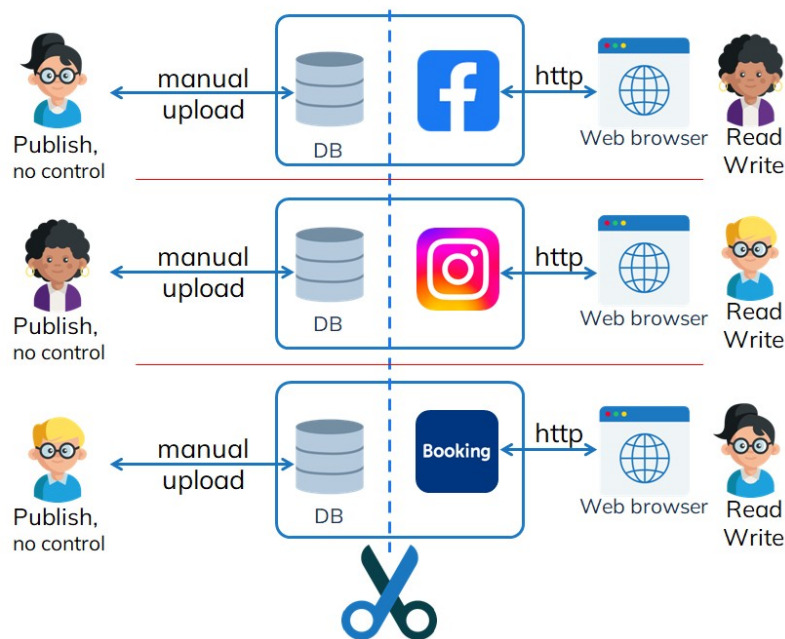 manual
upload
http
Publish,
no control
DB
Web browser
Read
Write
manual
upload
http
Publish,
no control
DB
Web browser
Read
Write
manual
upload
Booking
http
Publish,
no control
DB
Web browser
Read
Write